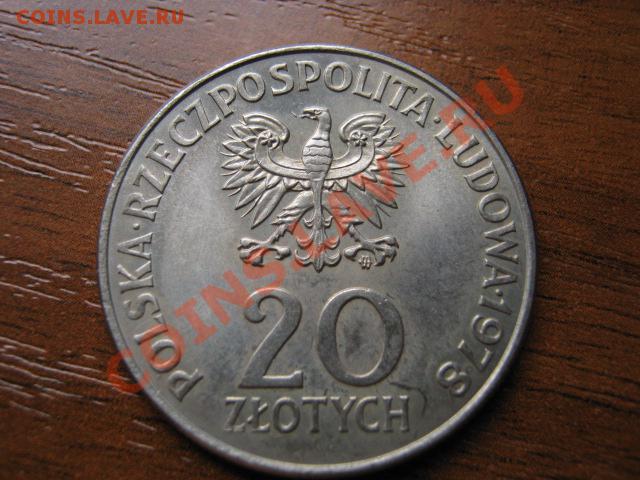 COINS.LAVE.RU
POLSKA·RZECZPOSPOLITA·LUDOWA·1978
20
ZŁOTYCH
COINS.LAVE.RU